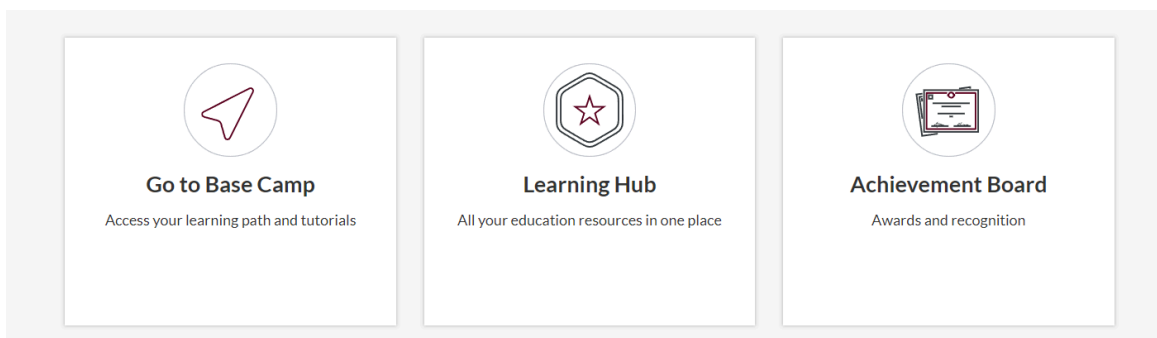 Go to Base Camp
Access your learning path and tutorials
Learning Hub
All your education resources in one place
Achievement Board
Awards and recognition